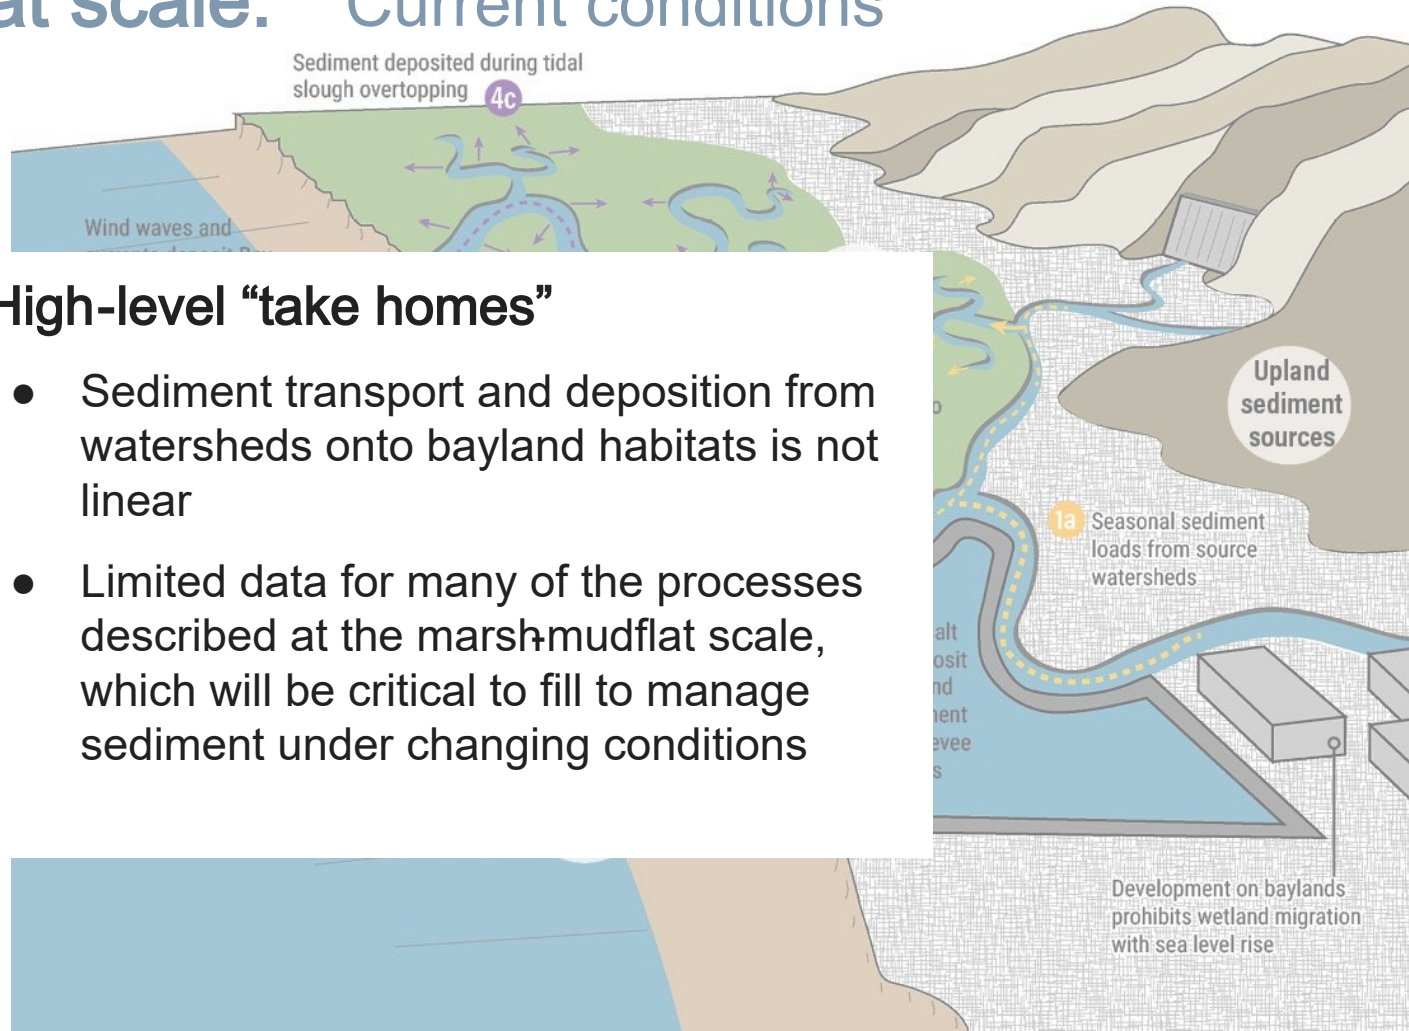 at scale: Current conditions
Sediment deposited during tidal
slough overtopping 4c
Wind waves and
High-level “take homes”
● Sediment transport and deposition from
watersheds onto bayland habitats is not
linear
● Limited data for many of the processes
described at the marsh-mudflat scale,
which will be critical to fill to manage
sediment under changing conditions
Upland
sediment
sources
1a Seasonal sediment
loads from source
watersheds
Development on baylands
prohibits wetland migration
with sea level rise